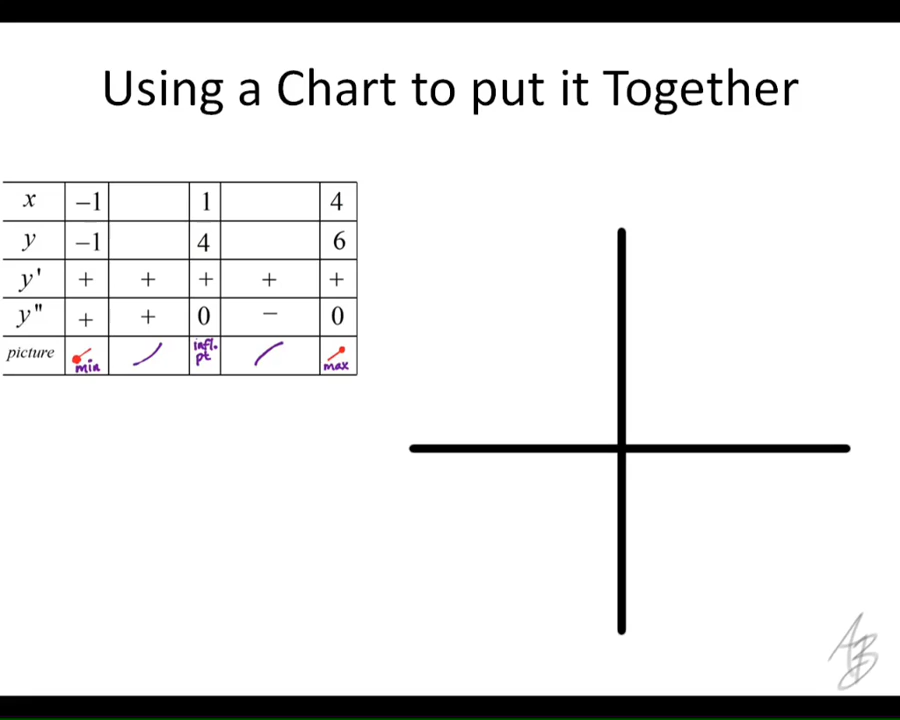 Using a Chart to put it Together
x −1 1 4
y −1 4 6
y' + + + + +
y" + + 0 − 0
picture min infl. pt max